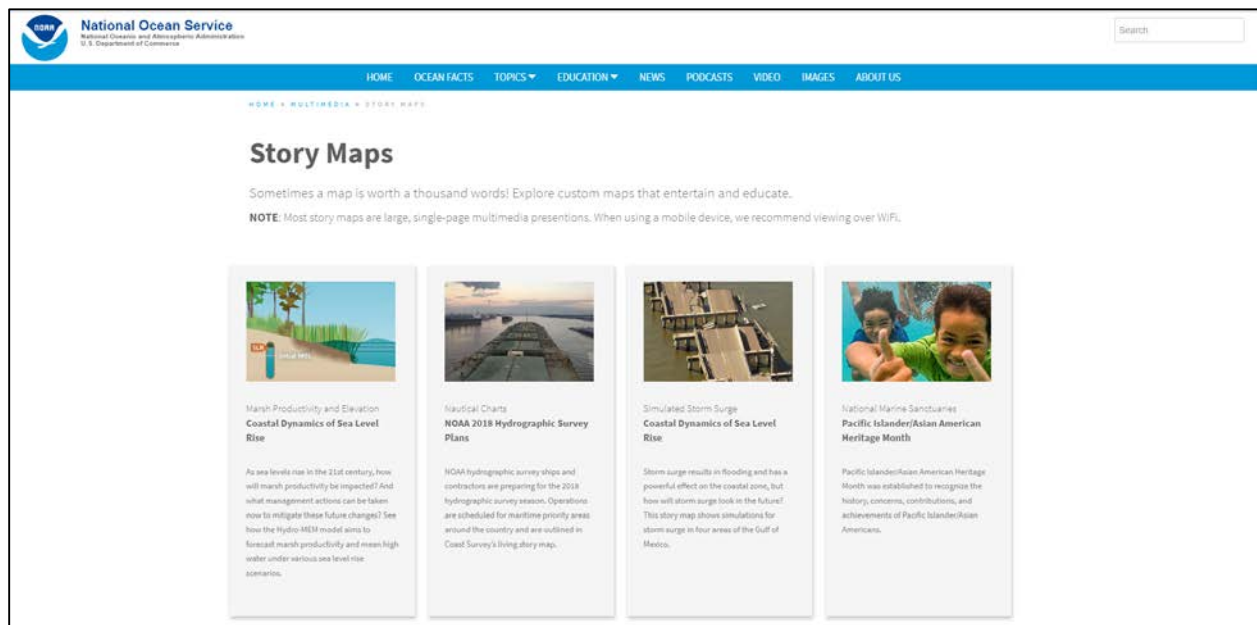 NOAA
National Ocean Service
National Oceanic and Atmospheric Administration
U.S. Department of Commerce
Search
HOME OCEAN FACTS TOPICS EDUCATION NEWS PODCASTS VIDEO IMAGES ABOUT US
HOME » MULTIMEDIA » STORY MAPS
Story Maps
Sometimes a map is worth a thousand words! Explore custom maps that entertain and educate.
NOTE: Most story maps are large, single-page multimedia presentions. When using a mobile device, we recommend viewing over WiFi.
SLR
Initial MHW
Marsh Productivity and Elevation
Coastal Dynamics of Sea Level
Rise
As sea levels rise in the 21st century, how
will marsh productivity be impacted? And
what management actions can be taken
now to mitigate these future changes? See
how the Hydro-MEM model aims to
forecast marsh productivity and mean high
water under various sea level rise
scenarios.
Nautical Charts
NOAA 2018 Hydrographic Survey
Plans
NOAA hydrographic survey ships and
contractors are preparing for the 2018
hydrographic survey season. Operations
are scheduled for maritime priority areas
around the country and are outlined in
Coast Survey's living story map.
Simulated Storm Surge
Coastal Dynamics of Sea Level
Rise
Storm surge results in flooding and has a
powerful effect on the coastal zone, but
how will storm surge look in the future?
This story map shows simulations for
storm surge in four areas of the Gulf of
Mexico.
National Marine Sanctuaries
Pacific Islander/Asian American
Heritage Month
Pacific Islander/Asian American Heritage
Month was established to recognize the
history, concerns, contributions, and
achievements of Pacific Islander/Asian
Americans.